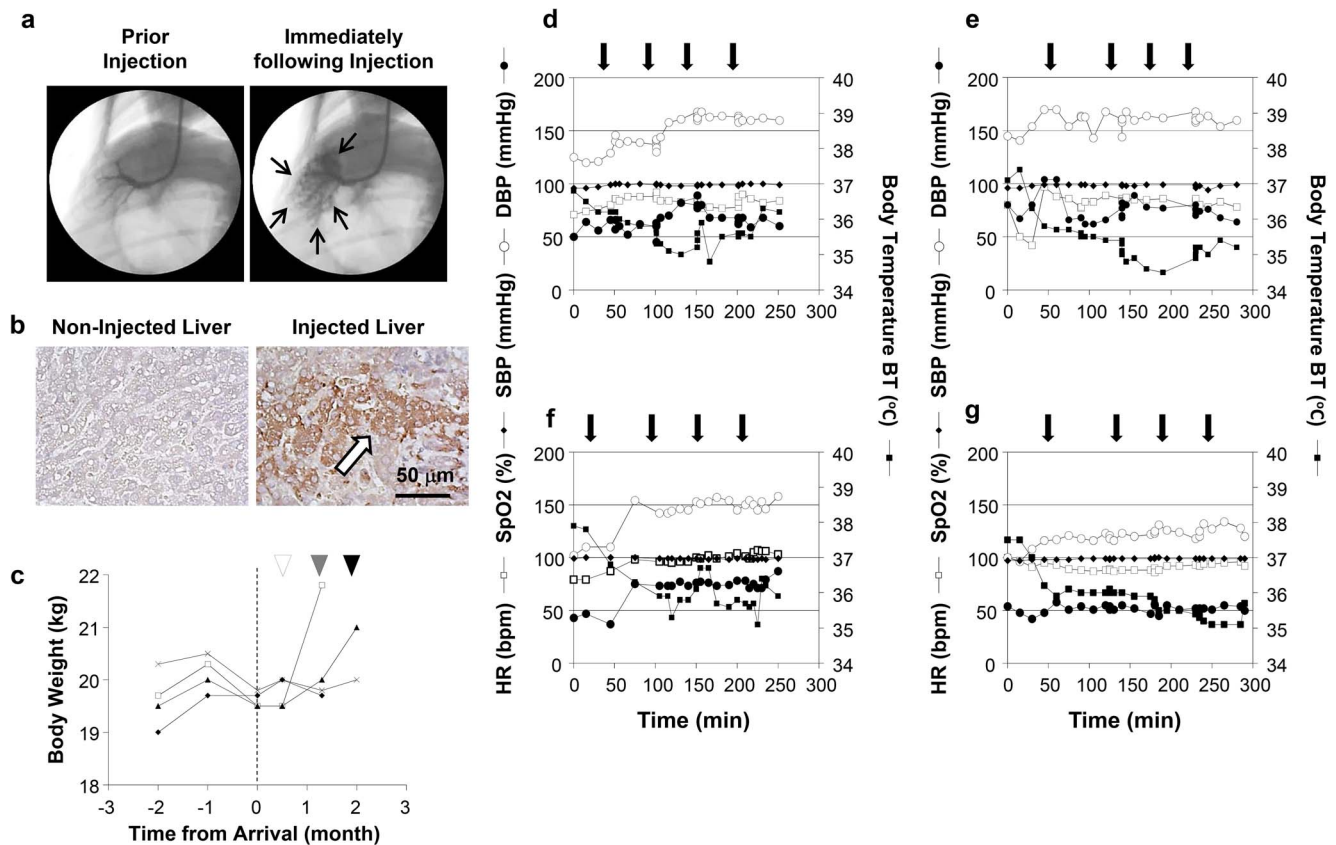 a
Prior
Injection
Immediately
following Injection
b
Non-Injected Liver
Injected Liver
50 μm
c
Body Weight (kg)
22
21
20
19
18
-3
-2
-1
0
1
2
3
Time from Arrival (month)
HR (bpm) SpO2 (%) SBP (mmHg) DBP (mmHg)
d
200
150
100
50
0
40
39
38
37
36
35
34
0 50 100 150 200 250 300
Body Temperature BT (°C)
HR (bpm) SpO2 (%) SBP (mmHg) DBP (mmHg)
e
200
150
100
50
0
40
39
38
37
36
35
34
0 50 100 150 200 250 300
Body Temperature BT (°C)
f
200
150
100
50
0
40
39
38
37
36
35
34
0 50 100 150 200 250 300
Time (min)
g
200
150
100
50
0
40
39
38
37
36
35
34
0 50 100 150 200 250 300
Time (min)